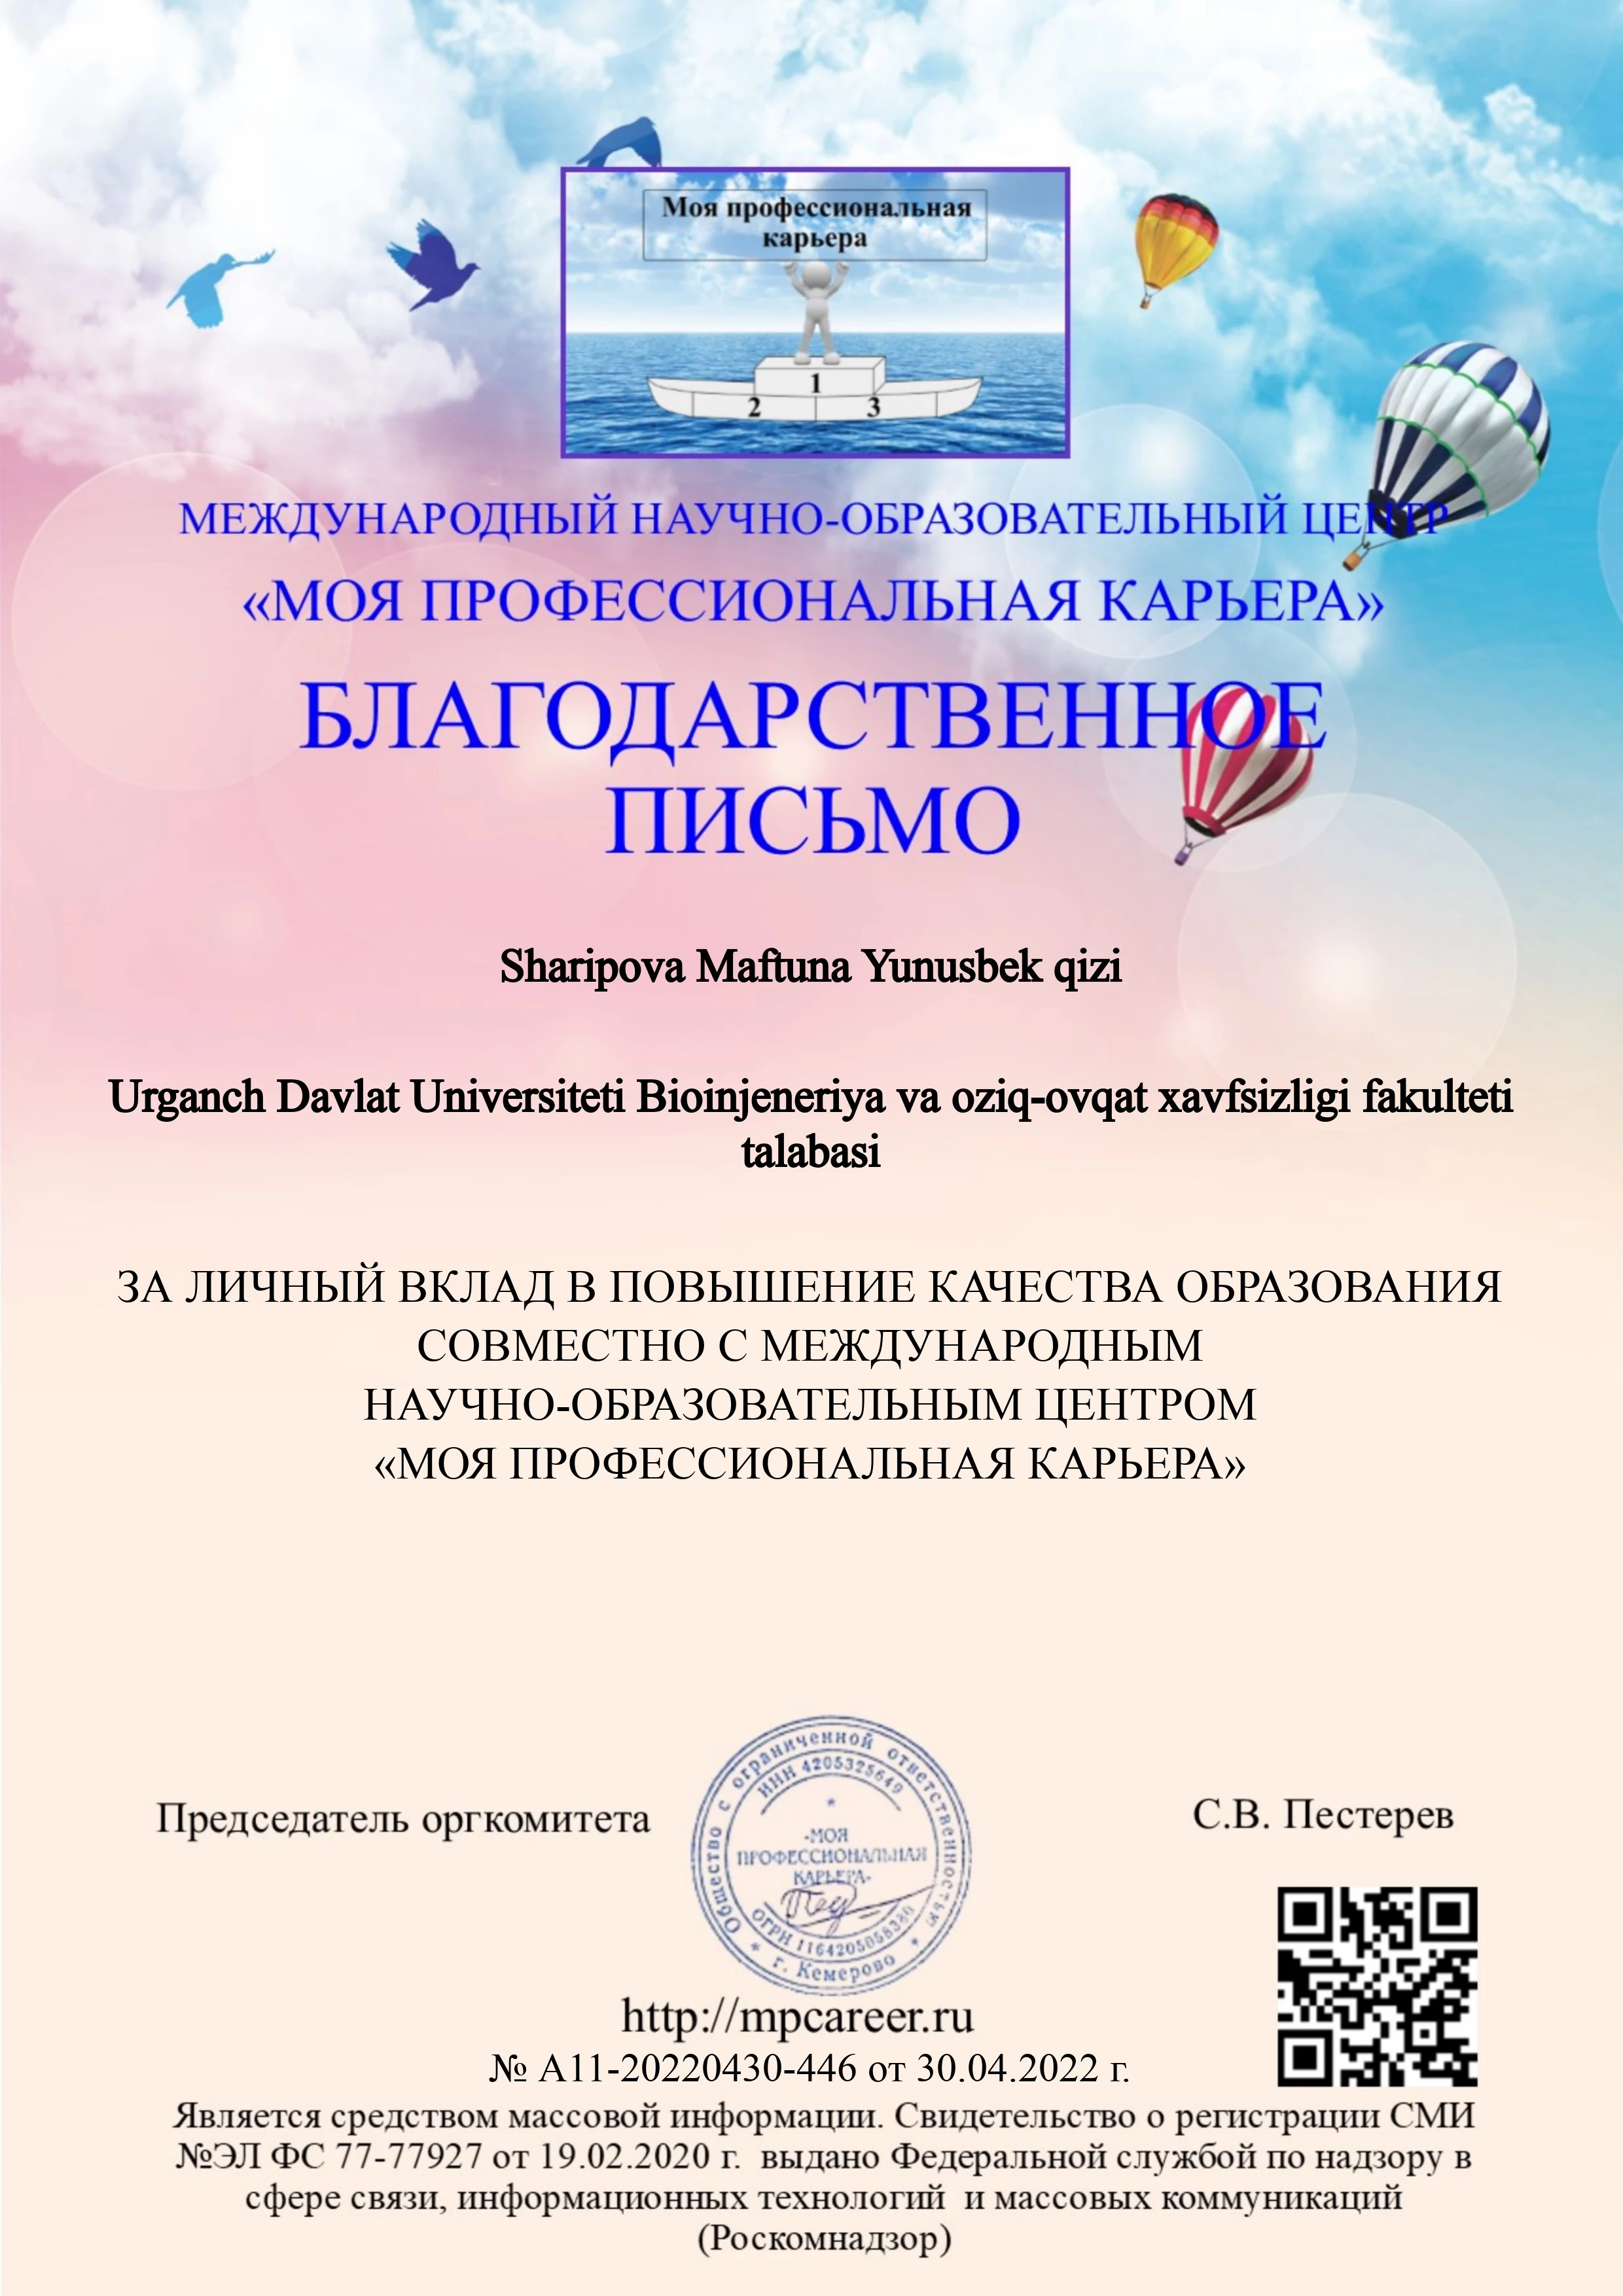 Моя профессиональная
карьера
1
2
3
МЕЖДУНАРОДНЫЙ НАУЧНО-ОБРАЗОВАТЕЛЬНЫЙ ЦЕНТР
«МОЯ ПРОФЕССИОНАЛЬНАЯ КАРЬЕРА»
БЛАГОДАРСТВЕННОЕ
ПИСЬМО
Sharipova Maftuna Yunusbek qizi
Urganch Davlat Universiteti Bioinjeneriya va oziq-ovqat xavfsizligi fakulteti
talabasi
ЗА ЛИЧНЫЙ ВКЛАД В ПОВЫШЕНИЕ КАЧЕСТВА ОБРАЗОВАНИЯ
СОВМЕСТНО С МЕЖДУНАРОДНЫМ
НАУЧНО-ОБРАЗОВАТЕЛЬНЫМ ЦЕНТРОМ
«МОЯ ПРОФЕССИОНАЛЬНАЯ КАРЬЕРА»
Председатель оргкомитета
Общество с ограниченной ответственностью
ИНН 4205325649
«МОЯ
ПРОФЕССИОНАЛЬНАЯ
КАРЬЕРА»
ОГРН 1164205058380
г. Кемерово
С.В. Пестерев
http://mpcareer.ru
№ А11-20220430-446 от 30.04.2022 г.
Является средством массовой информации. Свидетельство о регистрации СМИ
№ЭЛ ФС 77-77927 от 19.02.2020 г. выдано Федеральной службой по надзору в
сфере связи, информационных технологий и массовых коммуникаций
(Роскомнадзор)